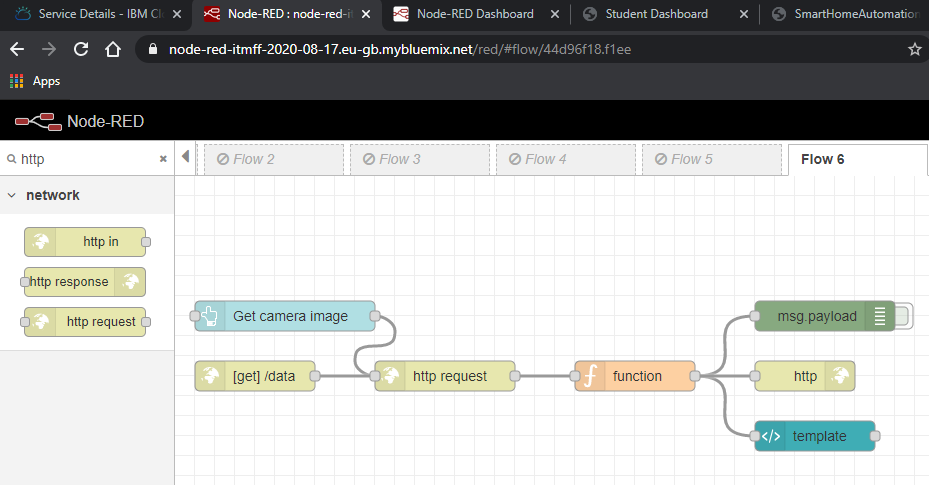 Service Details - IBM Cl
Node-RED : node-red-it
Node-RED Dashboard
Student Dashboard
SmartHomeAutomation
node-red-itmff-2020-08-17.eu-gb.mybluemix.net/red/#flow/44d96f18.f1ee
Apps
Node-RED
http
Flow 2
Flow 3
Flow 4
Flow 5
Flow 6
network
http in
http response
http request
Get camera image
msg.payload
[get] /data
http request
function
http
template